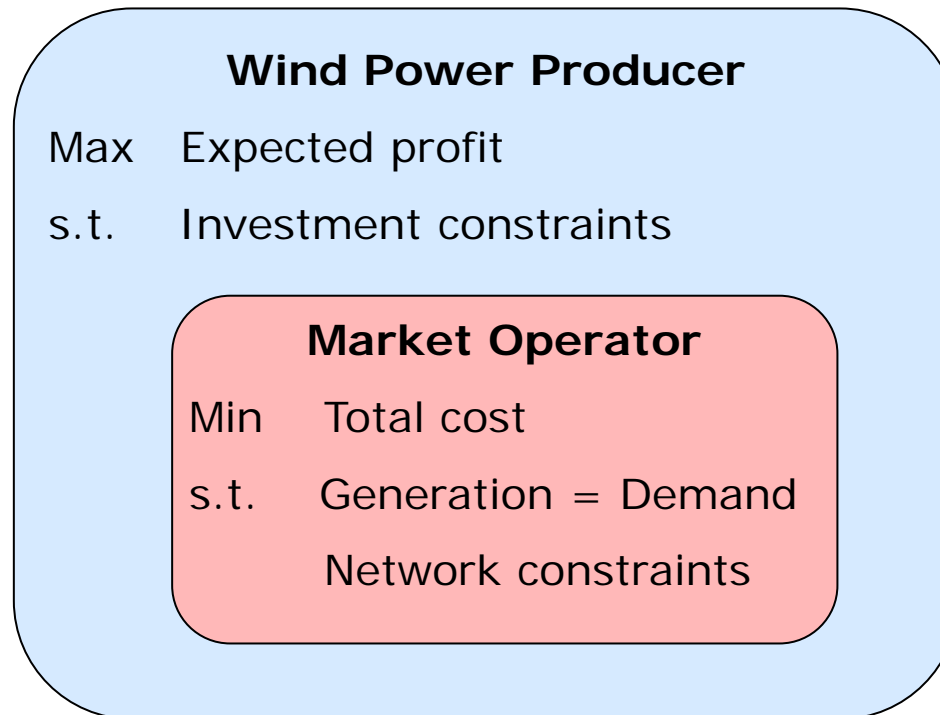 Wind Power Producer
Max Expected profit
s.t. Investment constraints
Market Operator
Min Total cost
s.t. Generation = Demand
Network constraints